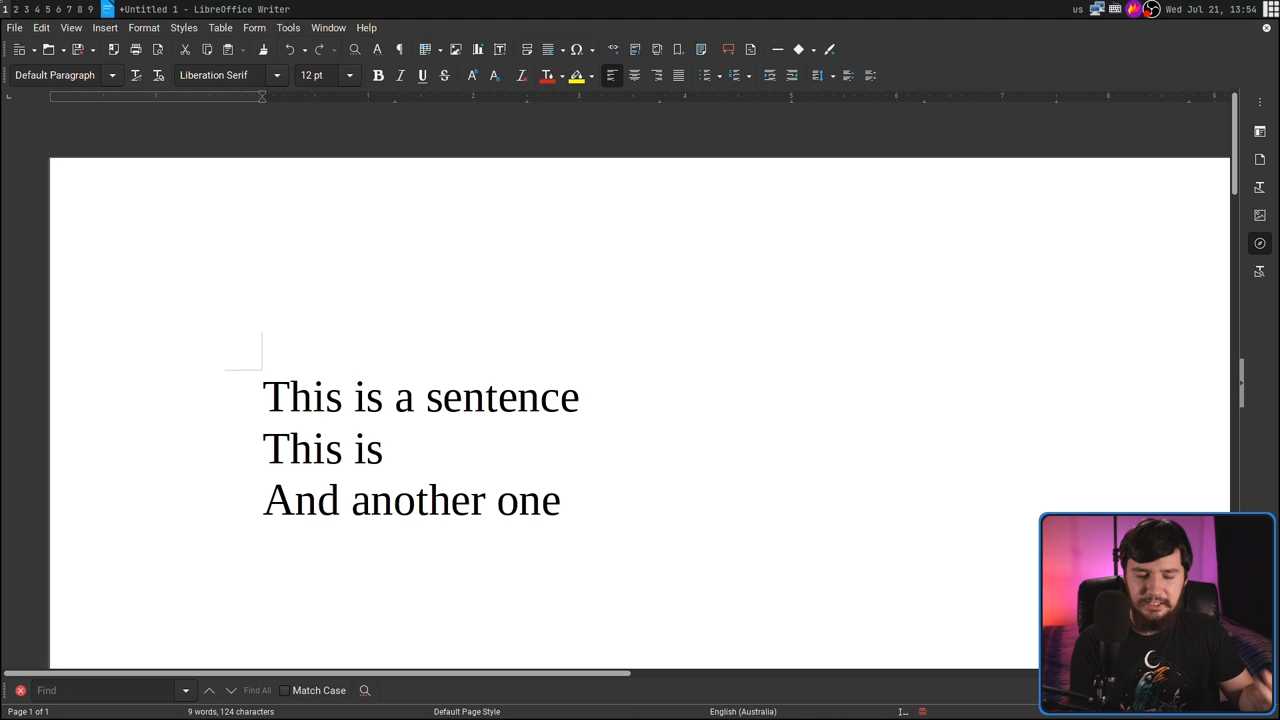 1 2 3 4 5 6 7 8 9 +Untitled 1 - LibreOffice Writer us Wed Jul 21, 13:54
File Edit View Insert Format Styles Table Form Tools Window Help
Default Paragraph Liberation Serif 12 pt
This is a sentence
This is
And another one
Find Find All Match Case
Page 1 of 1 9 words, 124 characters Default Page Style English (Australia)